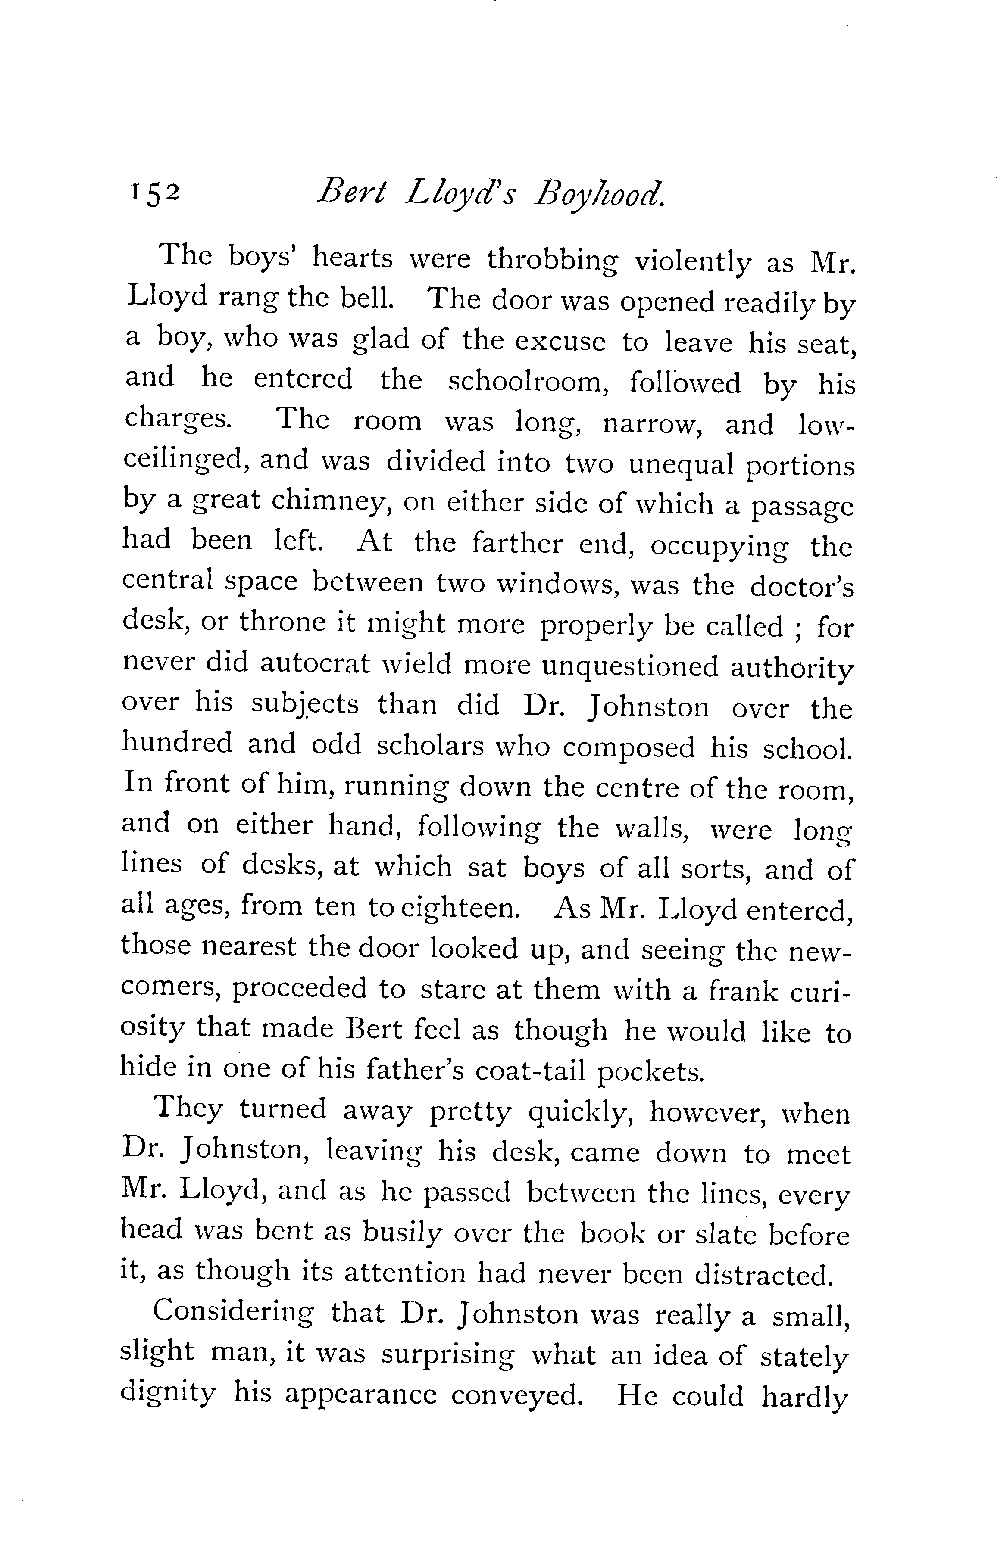 152 Bert Lloyd's Boyhood.
The boys' hearts were throbbing violently as Mr.
Lloyd rang the bell. The door was opened readily by
a boy, who was glad of the excuse to leave his seat,
and he entered the schoolroom, followed by his
charges. The room was long, narrow, and low-
ceilinged, and was divided into two unequal portions
by a great chimney, on either side of which a passage
had been left. At the farther end, occupying the
central space between two windows, was the doctor's
desk, or throne it might more properly be called ; for
never did autocrat wield more unquestioned authority
over his subjects than did Dr. Johnston over the
hundred and odd scholars who composed his school.
In front of him, running down the centre of the room,
and on either hand, following the walls, were long
lines of desks, at which sat boys of all sorts, and of
all ages, from ten to eighteen. As Mr. Lloyd entered,
those nearest the door looked up, and seeing the new-
comers, proceeded to stare at them with a frank curi-
osity that made Bert feel as though he would like to
hide in one of his father's coat-tail pockets.
They turned away pretty quickly, however, when
Dr. Johnston, leaving his desk, came down to meet
Mr. Lloyd, and as he passed between the lines, every
head was bent as busily over the book or slate before
it, as though its attention had never been distracted.
Considering that Dr. Johnston was really a small,
slight man, it was surprising what an idea of stately
dignity his appearance conveyed. He could hardly